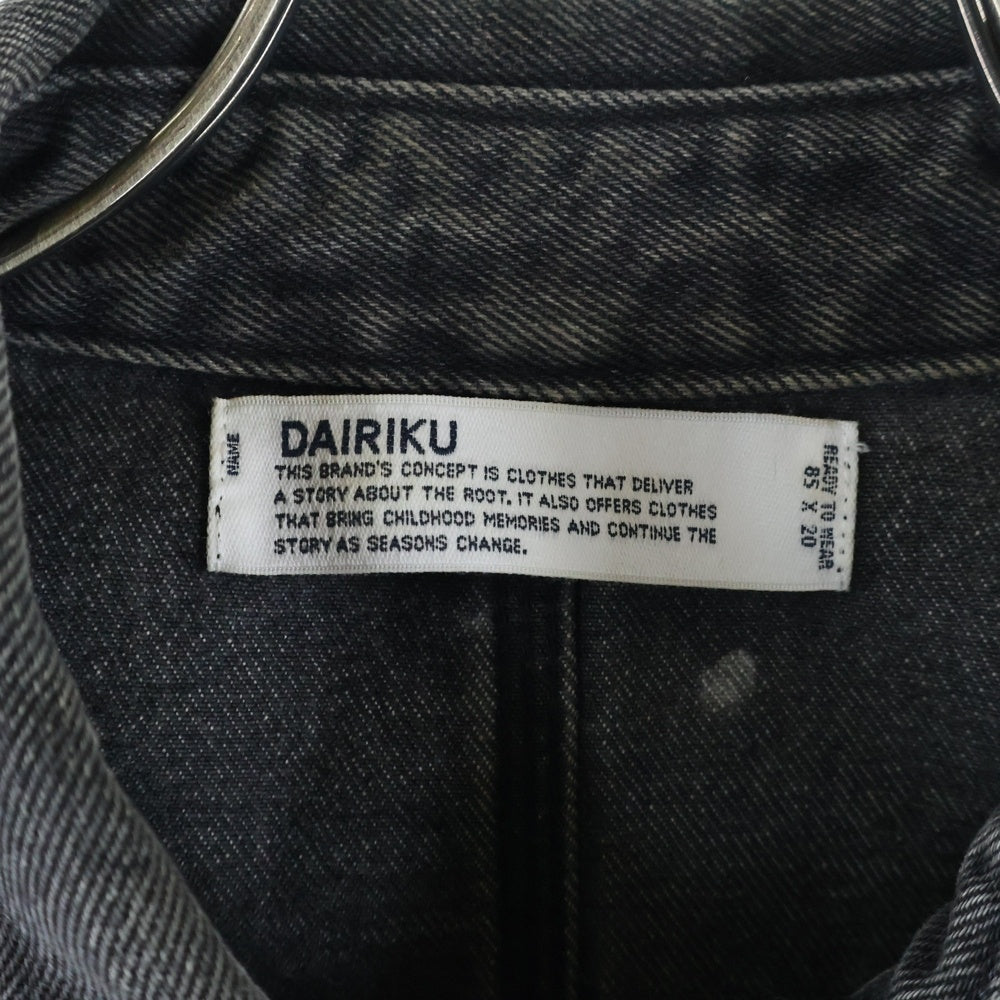 NAME
DAIRIKU
THIS BRAND'S CONCEPT IS CLOTHES THAT DELIVER
A STORY ABOUT THE ROOT. IT ALSO OFFERS CLOTHES
THAT BRING CHILDHOOD MEMORIES AND CONTINUE THE
STORY AS SEASONS CHANGE.
READY TO WEAR
85 X 20